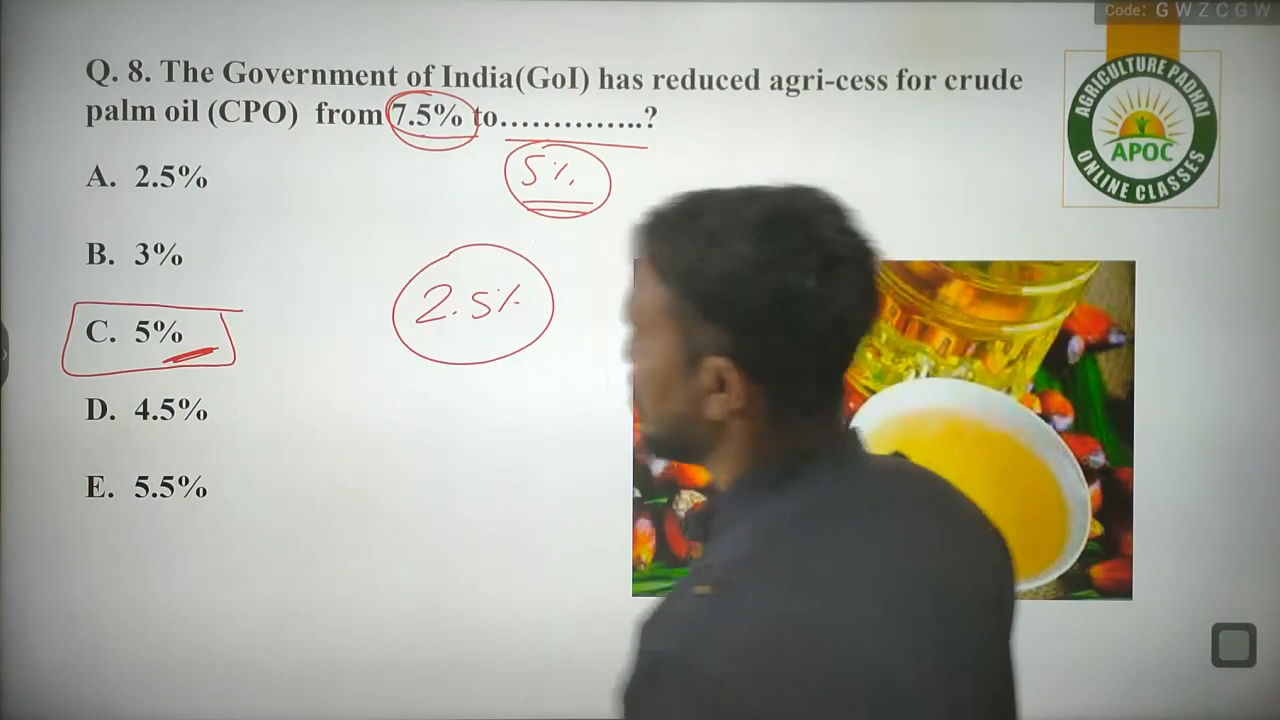 Code: G W Z C G W
Q. 8. The Government of India(GoI) has reduced agri-cess for crude
palm oil (CPO) from 7.5% to…………..?
5%
A. 2.5%
B. 3%
2.5%
C. 5%
D. 4.5%
E. 5.5%
AGRICULTURE PADHAI
APOC
ONLINE CLASSES